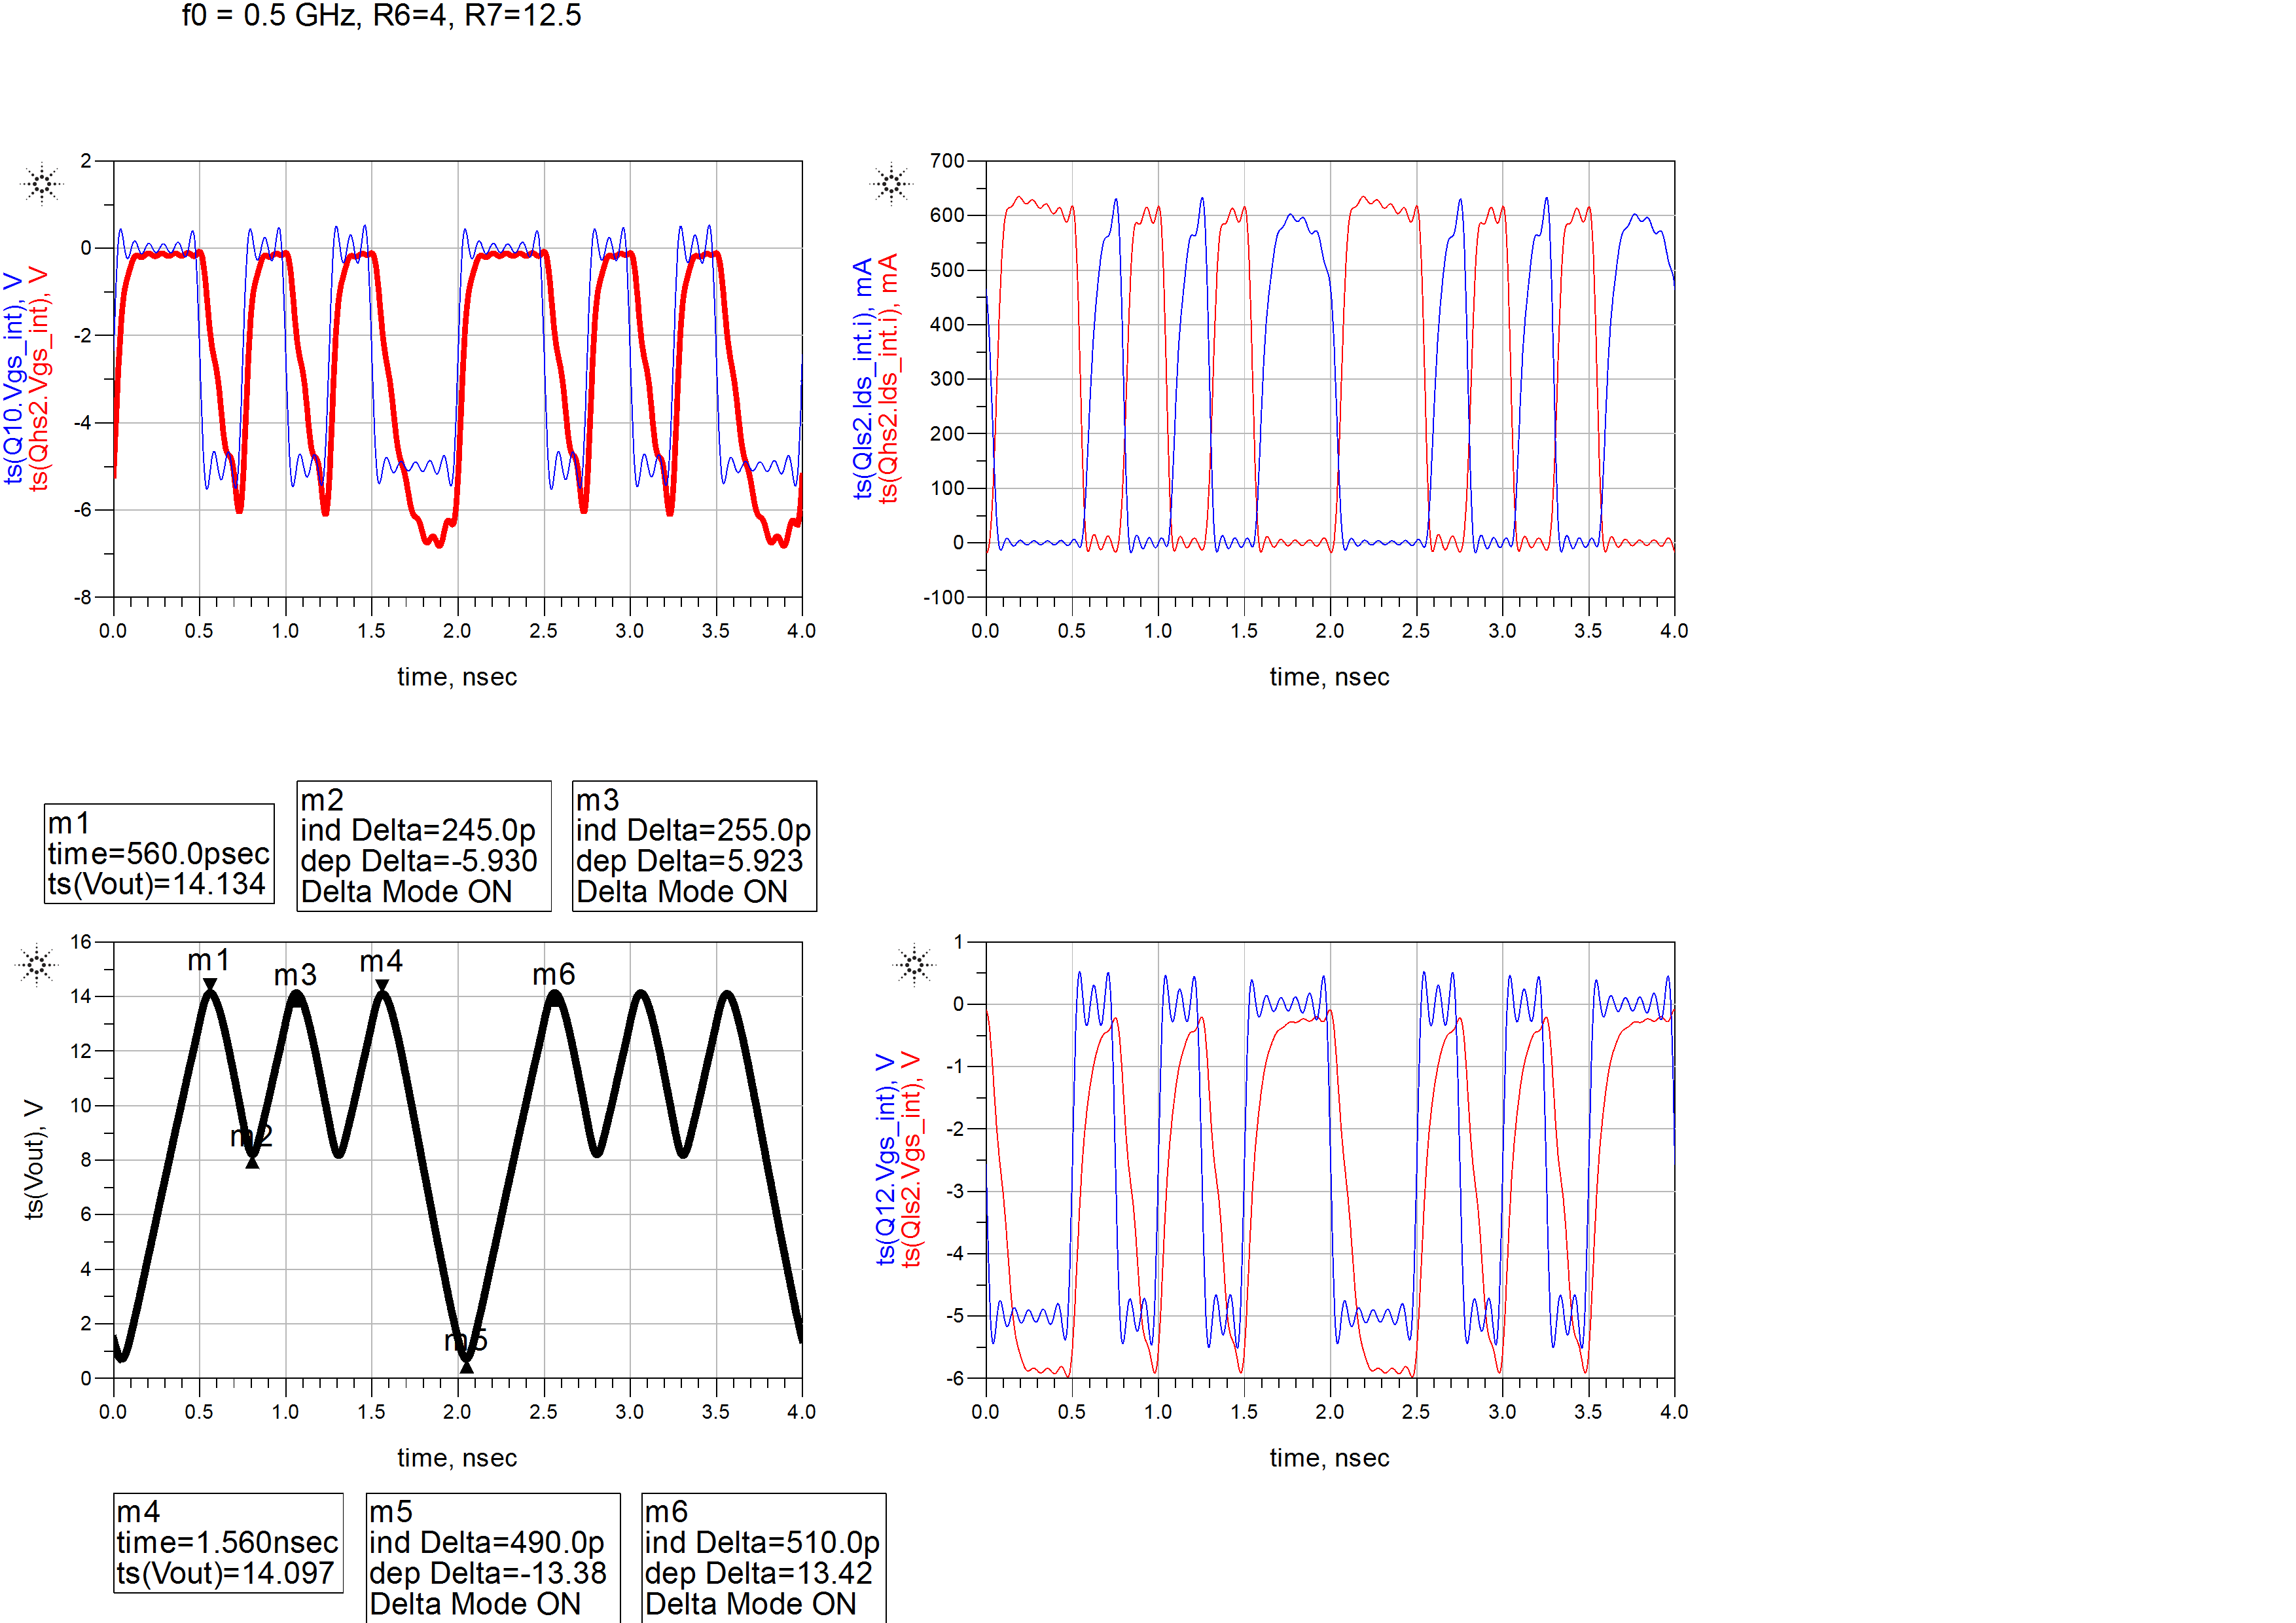 f0 = 0.5 GHz, R6=4, R7=12.5
ts(Q10.Vgs_int), V
ts(Qhs2.Vgs_int), V
2
0
-2
-4
-6
-8
0.0 0.5 1.0 1.5 2.0 2.5 3.0 3.5 4.0
time, nsec
ts(Qls2.Ids_int.i), mA
ts(Qhs2.Ids_int.i), mA
700
600
500
400
300
200
100
0
-100
0.0 0.5 1.0 1.5 2.0 2.5 3.0 3.5 4.0
time, nsec
m1
time=560.0psec
ts(Vout)=14.134
m2
ind Delta=245.0p
dep Delta=-5.930
Delta Mode ON
m3
ind Delta=255.0p
dep Delta=5.923
Delta Mode ON
ts(Vout), V
16
14
12
10
8
6
4
2
0
m1
m3
m4
m6
m2
m5
0.0 0.5 1.0 1.5 2.0 2.5 3.0 3.5 4.0
time, nsec
ts(Q12.Vgs_int), V
ts(Qls2.Vgs_int), V
1
0
-1
-2
-3
-4
-5
-6
0.0 0.5 1.0 1.5 2.0 2.5 3.0 3.5 4.0
time, nsec
m4
time=1.560nsec
ts(Vout)=14.097
m5
ind Delta=490.0p
dep Delta=-13.38
Delta Mode ON
m6
ind Delta=510.0p
dep Delta=13.42
Delta Mode ON